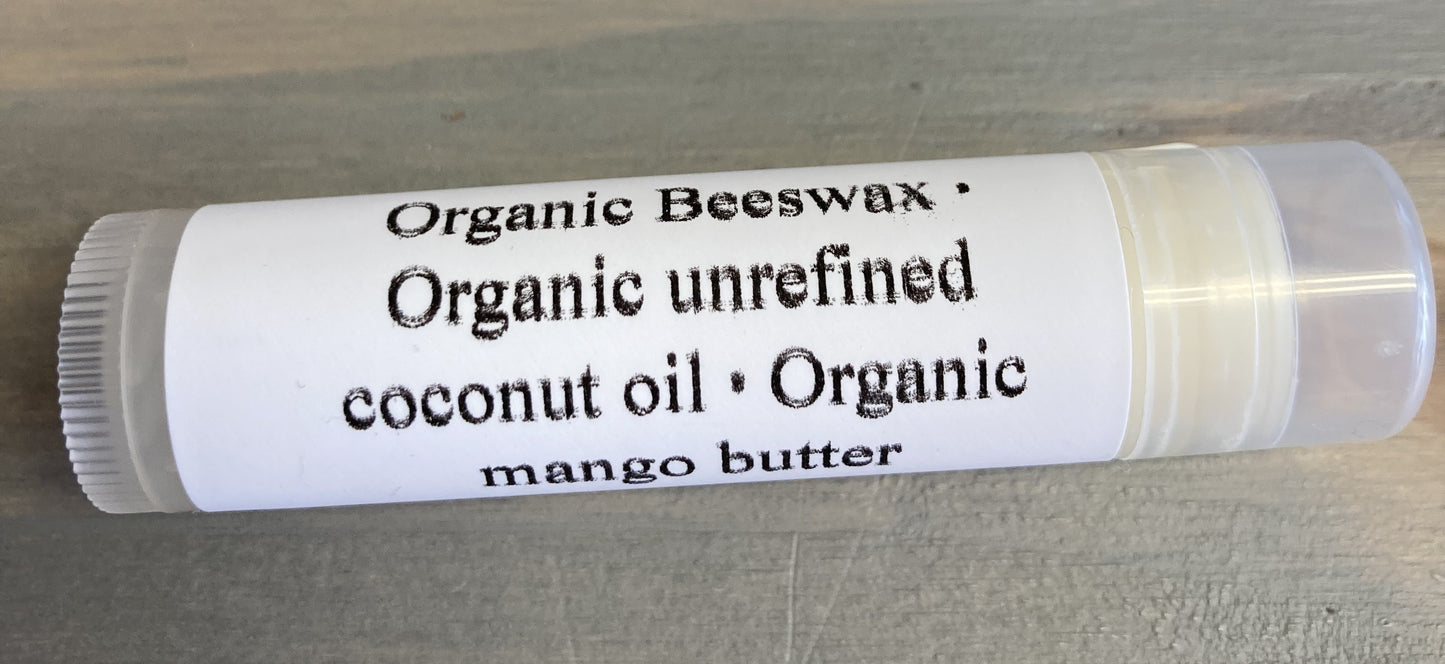 Organic Beeswax •
Organic unrefined
coconut oil • Organic
mango butter